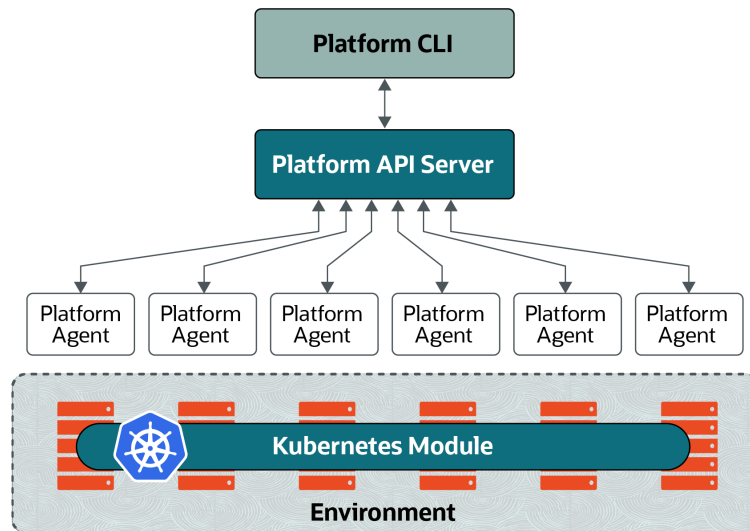 Platform CLI
Platform API Server
Platform
Agent
Platform
Agent
Platform
Agent
Platform
Agent
Platform
Agent
Platform
Agent
Kubernetes Module
Environment